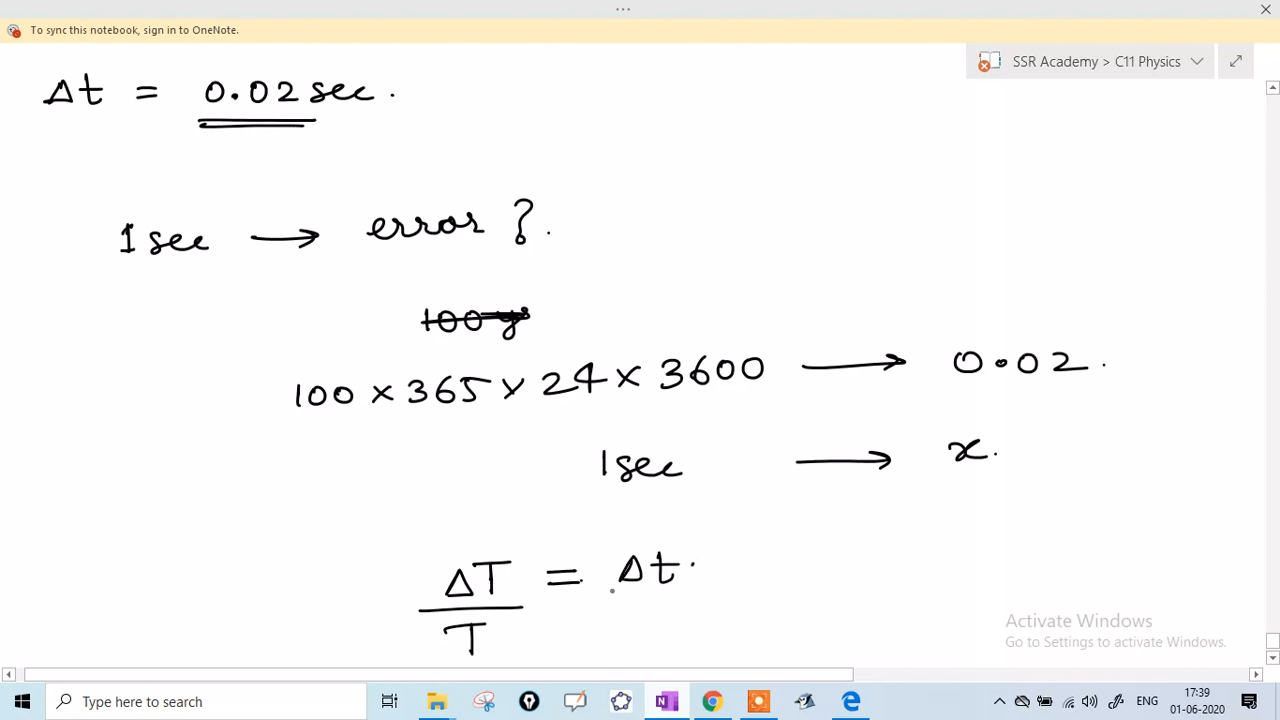 To sync this notebook, sign in to OneNote.
SSR Academy > C11 Physics
Δt = 0.02 sec.
1 sec → error ?.
100 y
100 × 365 × 24 × 3600 → 0.02.
1 sec → x.
ΔT = Δt.
T
Activate Windows
Go to Settings to activate Windows.
Type here to search
ENG
17:39
01-06-2020